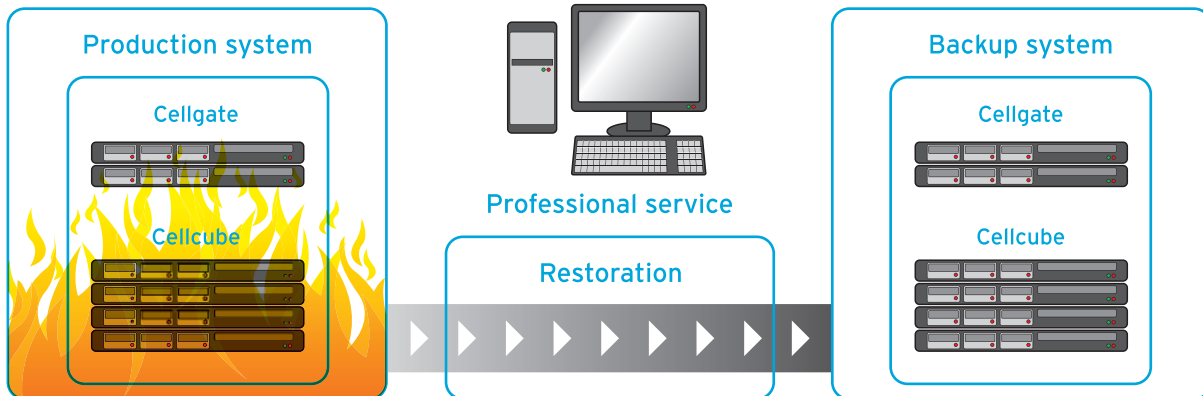 Production system
Cellgate
Cellcube
Professional service
Restoration
Backup system
Cellgate
Cellcube